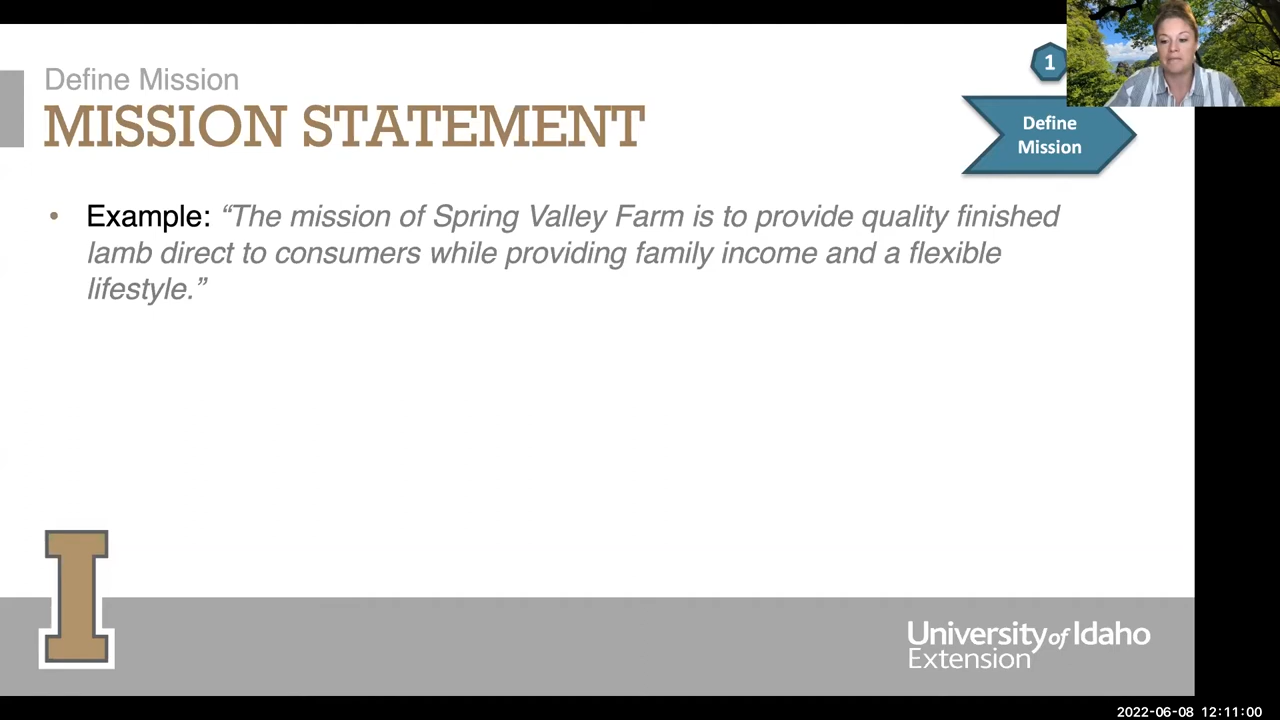 Define Mission
MISSION STATEMENT
1
Define
Mission
• Example: “The mission of Spring Valley Farm is to provide quality finished
lamb direct to consumers while providing family income and a flexible
lifestyle.”
I
University of Idaho
Extension
2022-06-08 12:11:00